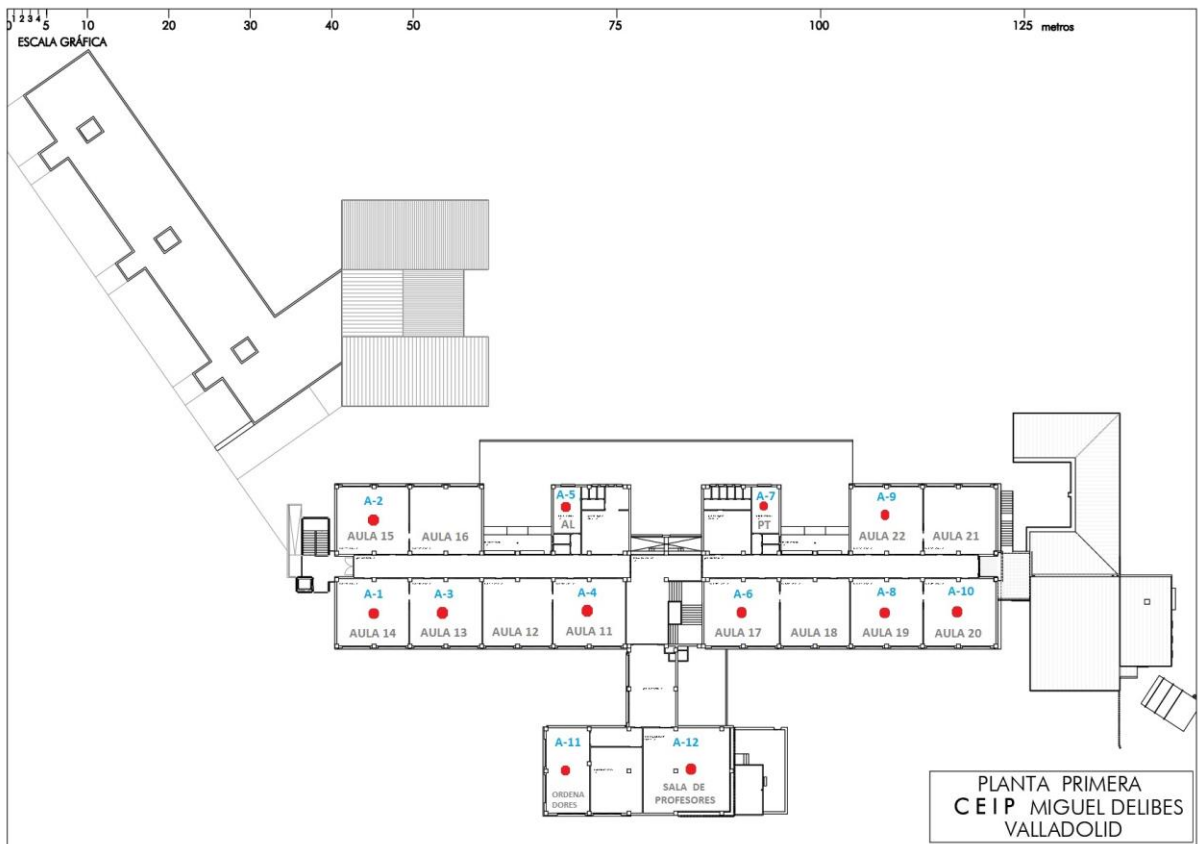 0 1 2 3 4 5 10 20 30 40 50 75 100 125 metros
ESCALA GRÁFICA
A-2
AULA 15
AULA 16
A-5
AL
A-7
PT
A-9
AULA 22
AULA 21
A-1
AULA 14
A-3
AULA 13
AULA 12
A-4
AULA 11
A-6
AULA 17
AULA 18
A-8
AULA 19
A-10
AULA 20
A-11
ORDENA
DORES
A-12
SALA DE
PROFESORES
PLANTA PRIMERA
CEIP MIGUEL DELIBES
VALLADOLID